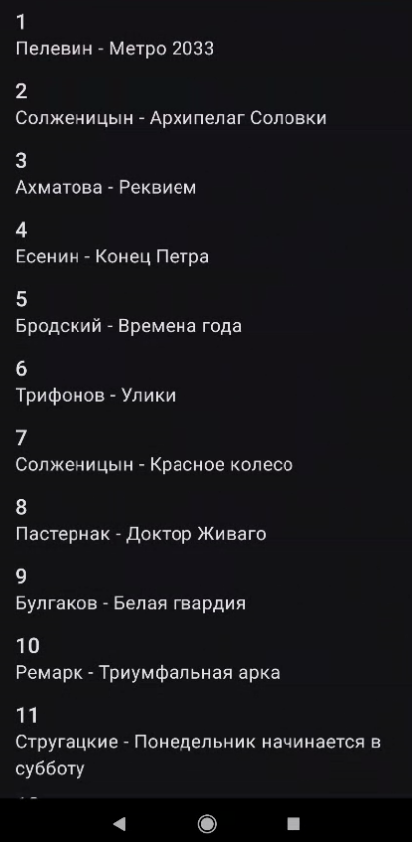 1
Пелевин - Метро 2033
2
Солженицын - Архипелаг Соловки
3
Ахматова - Реквием
4
Есенин - Конец Петра
5
Бродский - Времена года
6
Трифонов - Улики
7
Солженицын - Красное колесо
8
Пастернак - Доктор Живаго
9
Булгаков - Белая гвардия
10
Ремарк - Триумфальная арка
11
Стругацкие - Понедельник начинается в
субботу